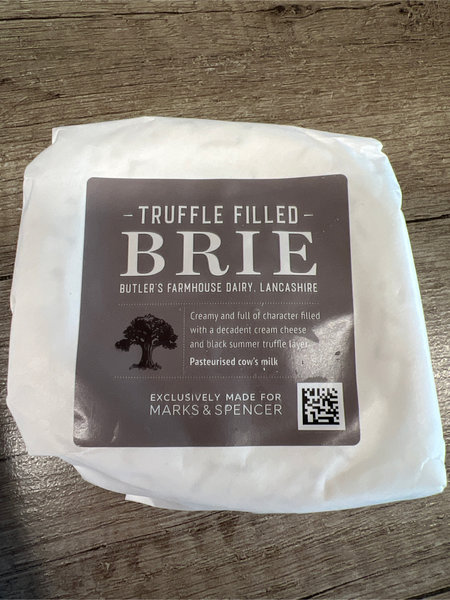 – TRUFFLE FILLED –
BRIE
BUTLER'S FARMHOUSE DAIRY, LANCASHIRE
Creamy and full of character filled
with a decadent cream cheese
and black summer truffle layer.
Pasteurised cow's milk
EXCLUSIVELY MADE FOR
MARKS & SPENCER